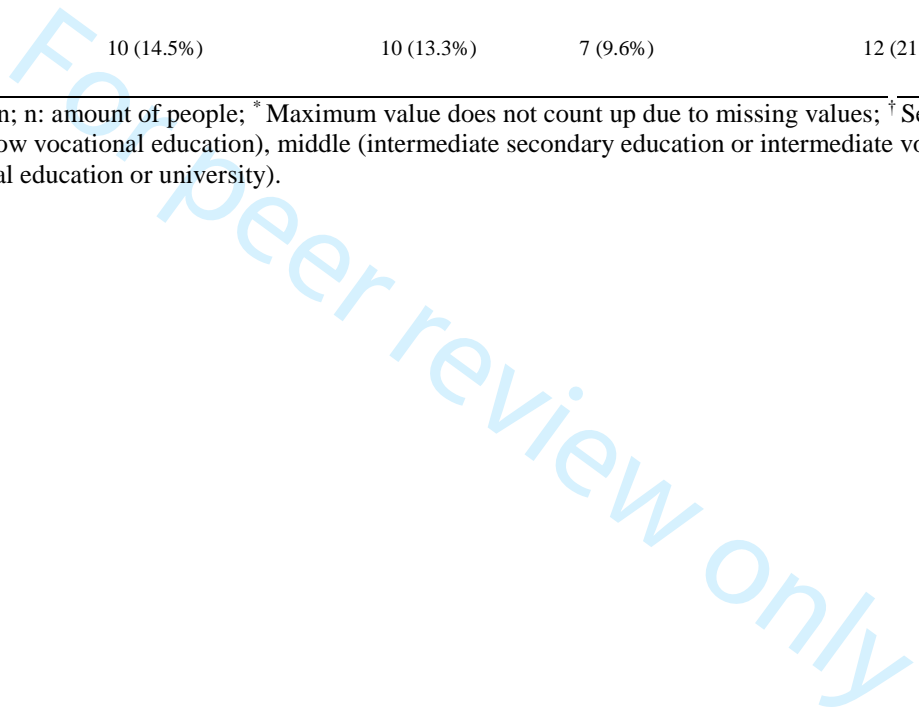 10 (14.5%) 10 (13.3%) 7 (9.6%) 12 (21
n; n: amount of people; * Maximum value does not count up due to missing values; † Se
ow vocational education), middle (intermediate secondary education or intermediate vo
al education or university).
For peer review only